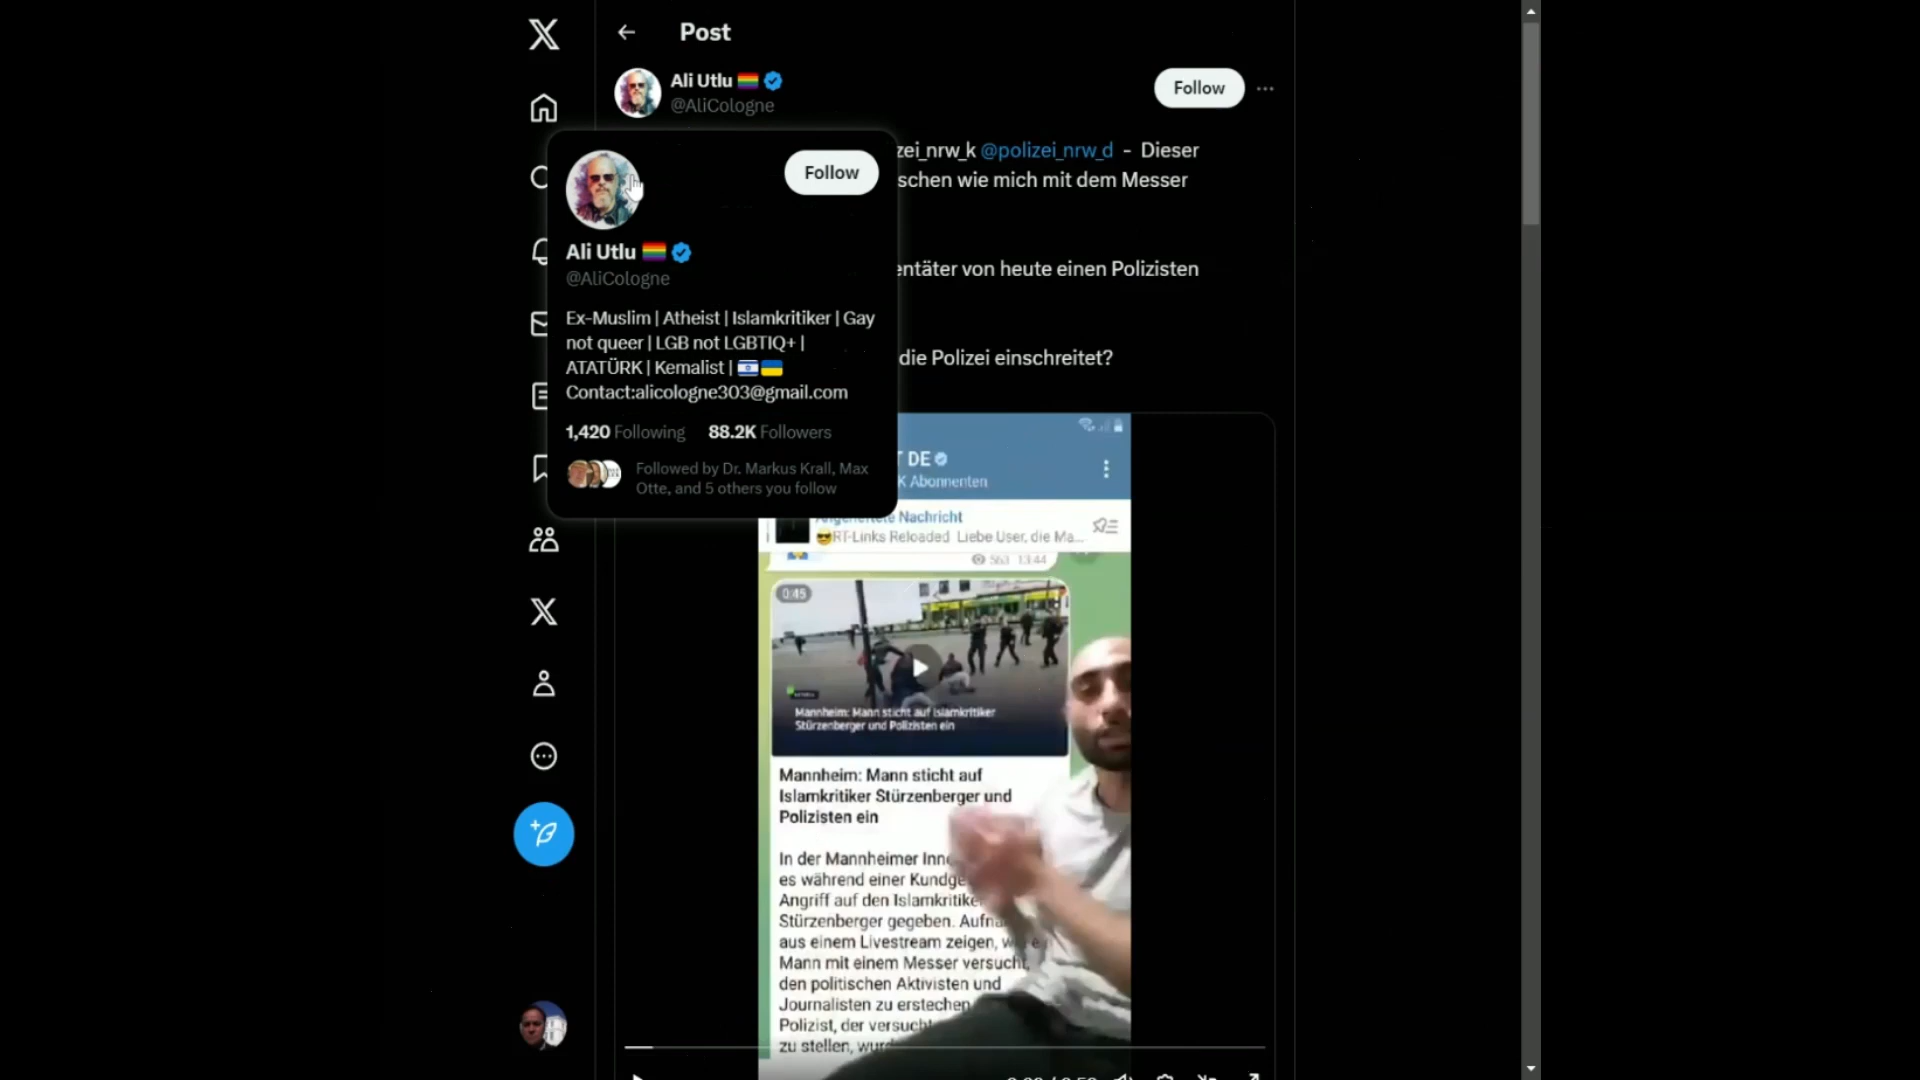 Post
Ali Utlu
@AliCologne
Follow
zei_nrw_k @polizei_nrw_d - Dieser
schen wie mich mit dem Messer
entäter von heute einen Polizisten
die Polizei einschreitet?
Follow
Ali Utlu
@AliCologne
Ex-Muslim | Atheist | Islamkritiker | Gay
not queer | LGB not LGBTIQ+ |
ATATÜRK | Kemalist |
Contact:alicologne303@gmail.com
1,420 Following 88.2K Followers
Followed by Dr. Markus Krall, Max
Otte, and 5 others you follow
T DE
K Abonnenten
Angeheftete Nachricht
RT-Links Reloaded Liebe User, die Ma...
563 13:44
0:45
Mannheim: Mann sticht auf Islamkritiker
Stürzenberger und Polizisten ein
Mannheim: Mann sticht auf
Islamkritiker Stürzenberger und
Polizisten ein
In der Mannheimer Inne
es während einer Kundge
Angriff auf den Islamkritike
Stürzenberger gegeben. Aufna
aus einem Livestream zeigen, w
Mann mit einem Messer versucht,
den politischen Aktivisten und
Journalisten zu erstechen
Polizist, der versucht
zu stellen, wurd